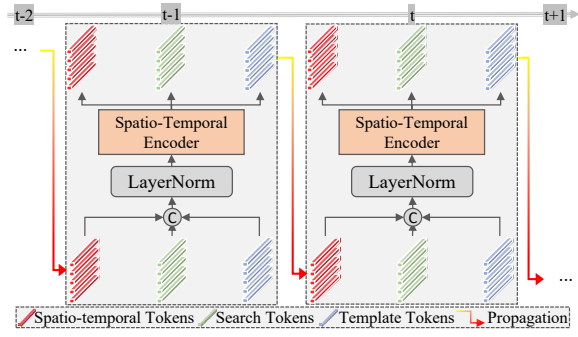 t-2 t-1 t t+1
...
Spatio-Temporal
Encoder
Spatio-Temporal
Encoder
LayerNorm LayerNorm
C C
...
Spatio-temporal Tokens Search Tokens Template Tokens Propagation